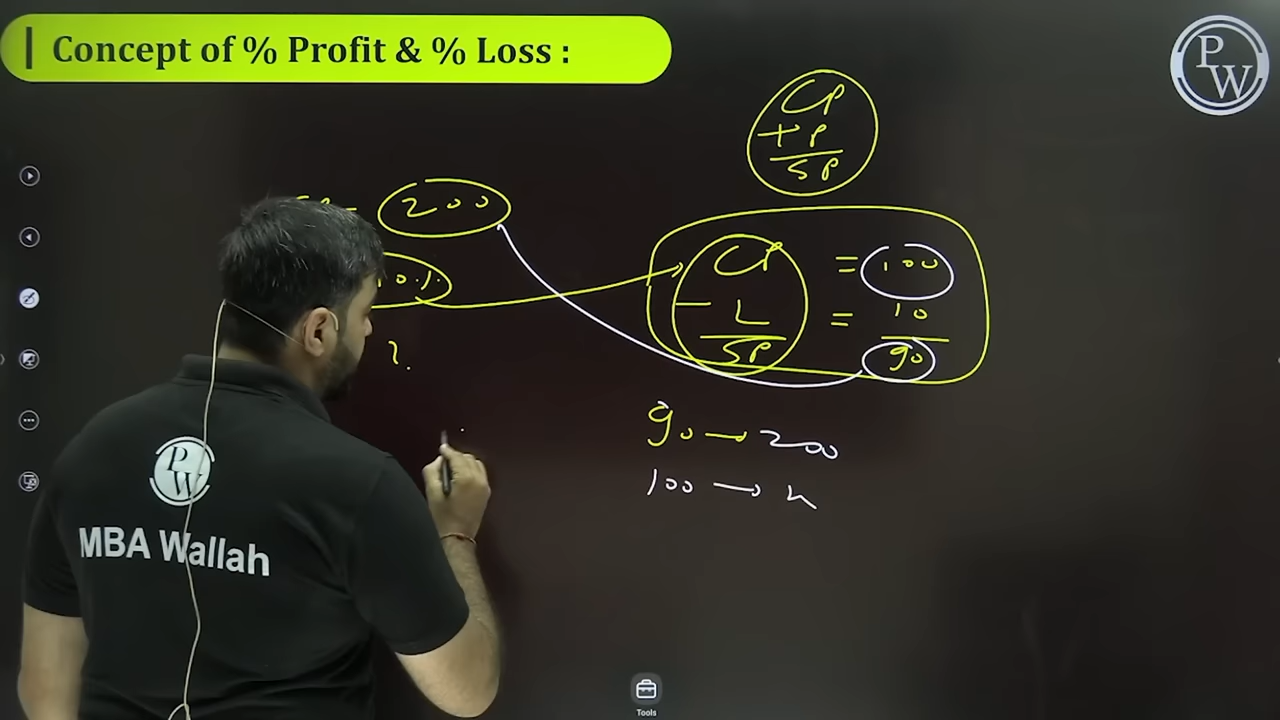 Concept of % Profit & % Loss :
PW
CP
+ P
SP
= 200
CP = 100
- L = 10
SP 90
?
90 → 200
100 → x
PW
MBA Wallah
Tools